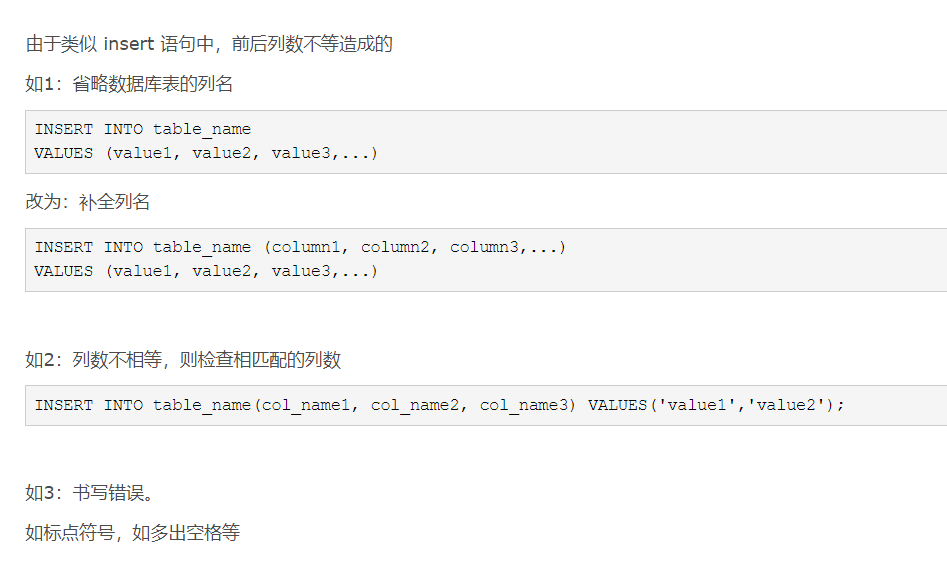 由于类似 insert 语句中，前后列数不等造成的
如1：省略数据库表的列名
INSERT INTO table_name
VALUES (value1, value2, value3,...)
改为：补全列名
INSERT INTO table_name (column1, column2, column3,...)
VALUES (value1, value2, value3,...)
如2：列数不相等，则检查相匹配的列数
INSERT INTO table_name(col_name1, col_name2, col_name3) VALUES('value1','value2');
如3：书写错误。
如标点符号，如多出空格等